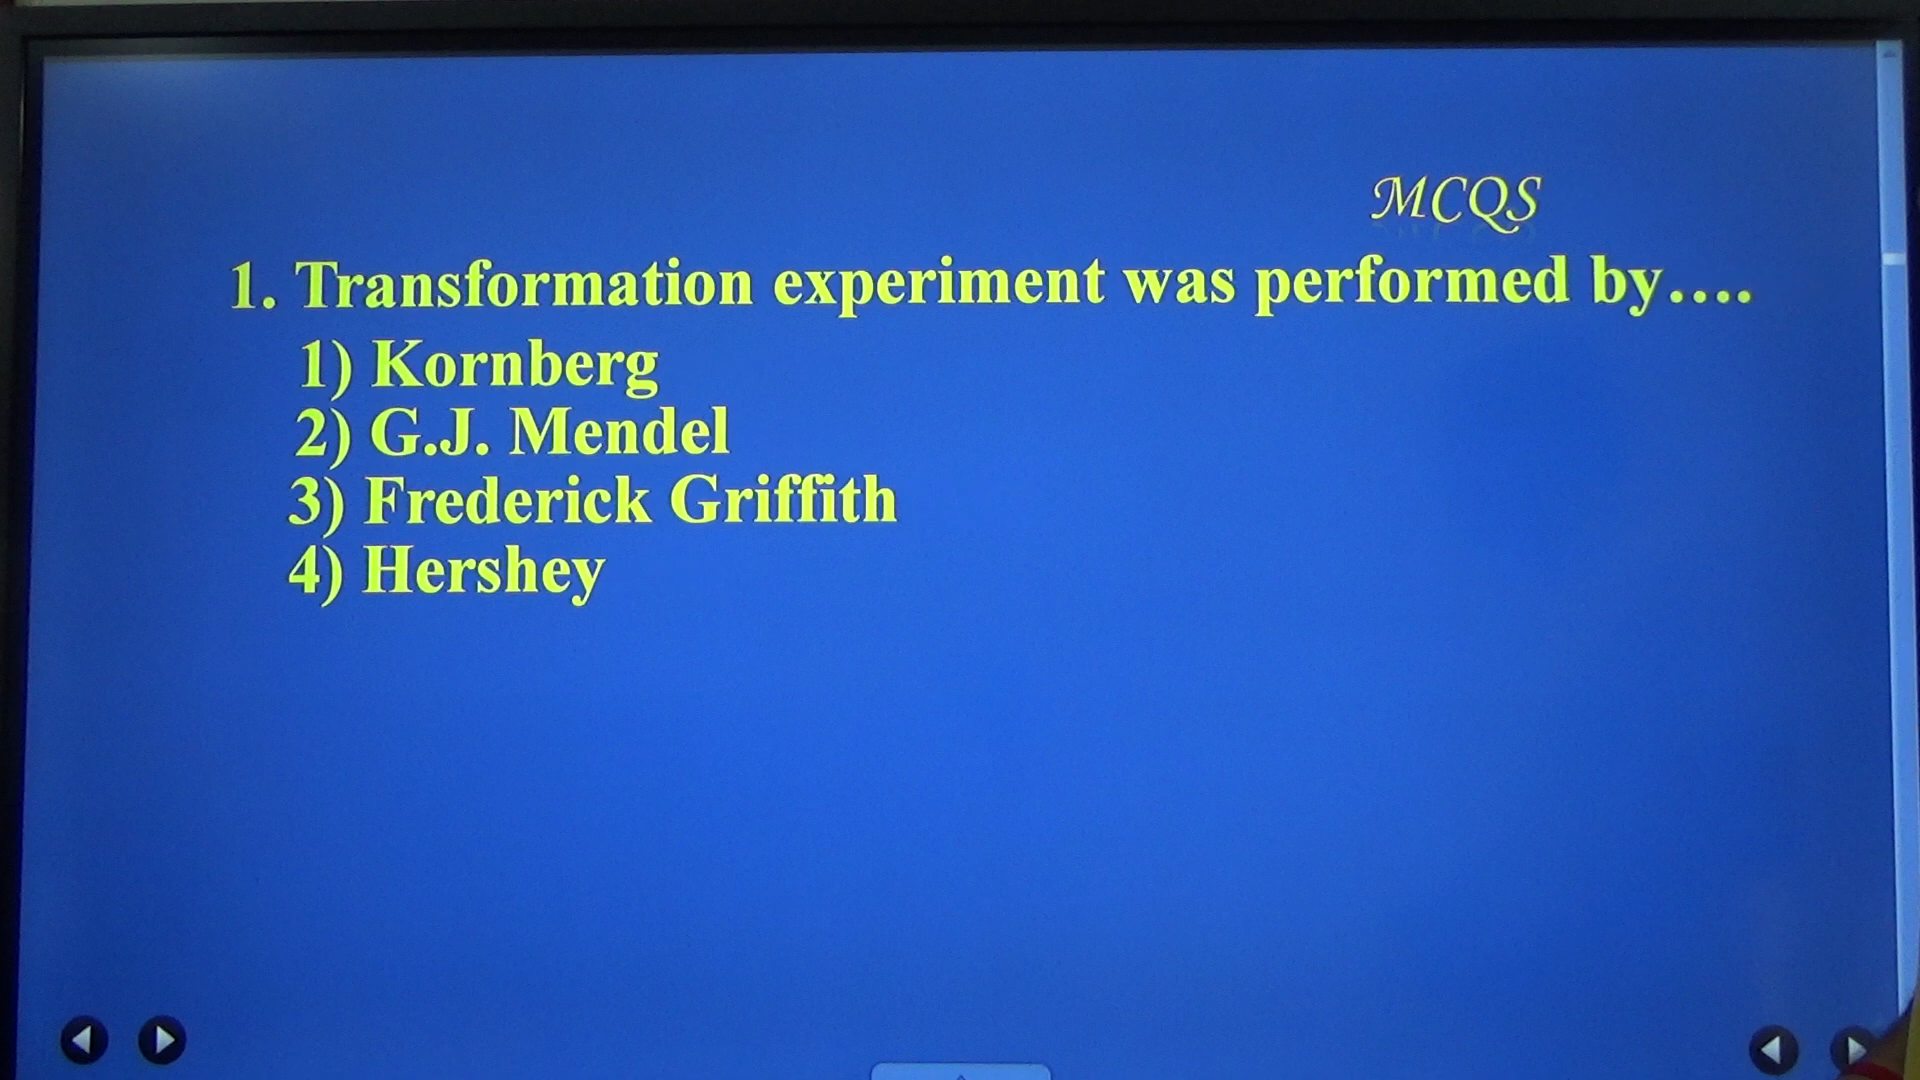 MCQS
1. Transformation experiment was performed by....
1) Kornberg
2) G.J. Mendel
3) Frederick Griffith
4) Hershey